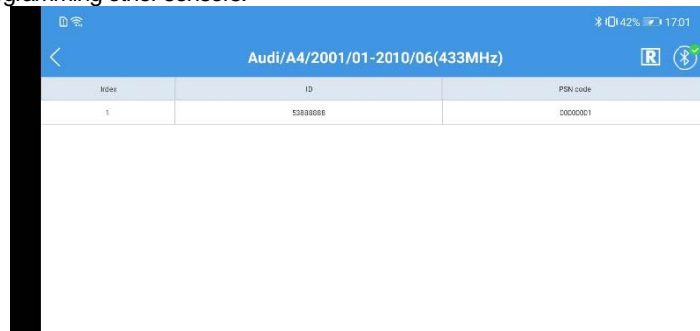 gramming other sensors.
42% 17:01
Audi/A4/2001/01-2010/06(433MHz) R
Index ID PSN code
1 53888888 00000001